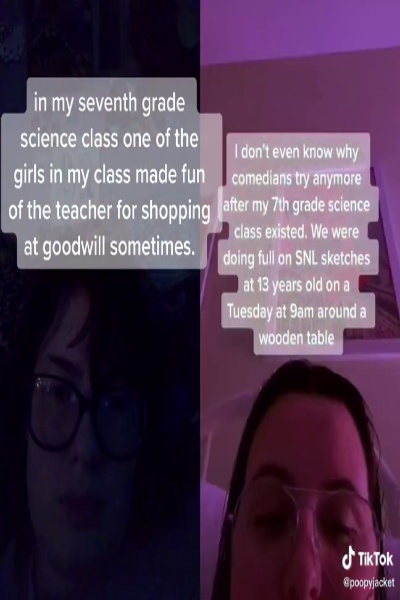 in my seventh grade
science class one of the
girls in my class made fun
of the teacher for shopping
at goodwill sometimes.
I don't even know why
comedians try anymore
after my 7th grade science
class existed. We were
doing full on SNL sketches
at 13 years old on a
Tuesday at 9am around a
wooden table
TikTok
@poopyjacket